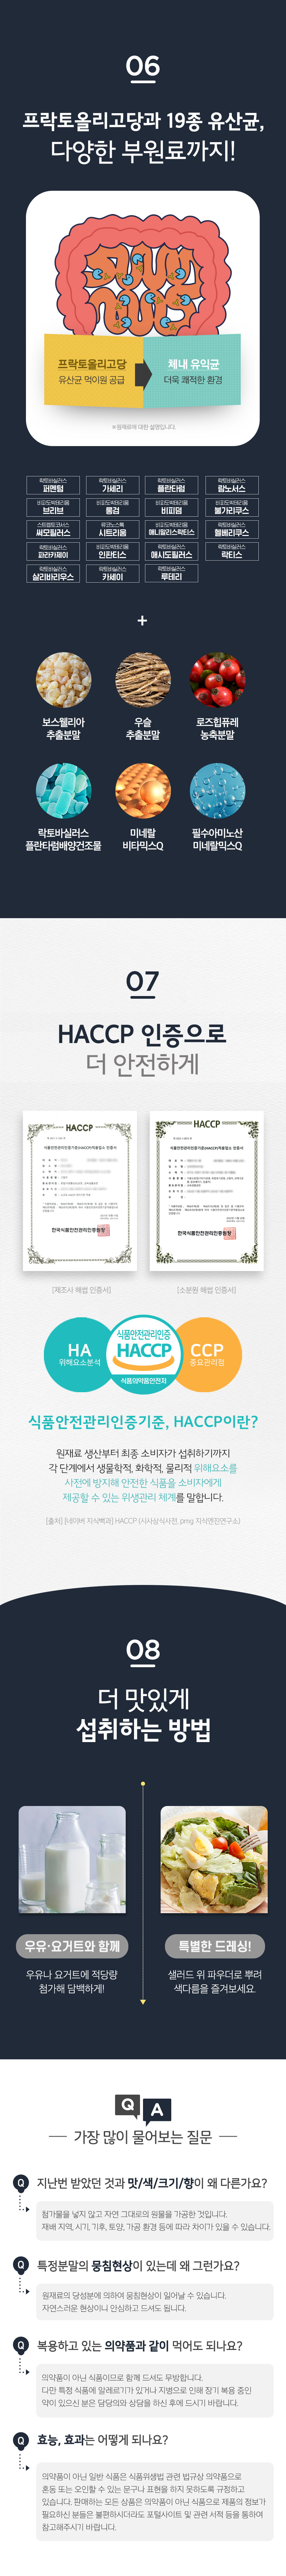 06
프락토올리고당과 19종 유산균,
다양한 부원료까지!
프락토올리고당
유산균 먹이원 공급
체내 유익균
더욱 쾌적한 환경
※원재료에 대한 설명입니다.
락토바실러스
퍼멘텀
락토바실러스
가세리
락토바실러스
플란타럼
락토바실러스
람노서스
비피도박테리움
브리브
비피도박테리움
롱검
비피도박테리움
비피덤
비피도박테리움
불가리쿠스
스트렙토코서스
써모필러스
류코노스톡
시트리움
비피도박테리움
애니멀리스락티스
락토바실러스
헬베리쿠스
락토바실러스
파라카제이
비피도박테리움
인판티스
락토바실러스
애시도필러스
락토바실러스
락티스
락토바실러스
살리바리우스
락토바실러스
카세이
락토바실러스
루테리
+
보스웰리아
추출분말
우슬
추출분말
로즈힙퓨레
농축분말
락토바실러스
플란타럼배양건조물
미네랄
비타믹스Q
필수아미노산
미네랄믹스Q
07
HACCP 인증으로
더 안전하게
HACCP
식품안전관리인증기준(HACCP)적용업소 인증서
한국식품안전관리인증원장
HACCP
식품안전관리인증기준(HACCP)적용업소 인증서
한국식품안전관리인증원장
[제조사 해썹 인증서]
[소분원 해썹 인증서]
HA
위해요소분석
식품안전관리인증
HACCP
식품의약품안전처
CCP
중요관리점
식품안전관리인증기준, HACCP이란?
원재료 생산부터 최종 소비자가 섭취하기까지
각 단계에서 생물학적, 화학적, 물리적 위해요소를
사전에 방지해 안전한 식품을 소비자에게
제공할 수 있는 위생관리 체계를 말합니다.
[출처] [네이버 지식백과] HACCP (시사상식사전, pmg 지식엔진연구소)
08
더 맛있게
섭취하는 방법
우유·요거트와 함께
우유나 요거트에 적당량
첨가해 담백하게!
특별한 드레싱!
샐러드 위 파우더로 뿌려
색다름을 즐겨보세요.
Q A
가장 많이 물어보는 질문
Q 지난번 받았던 것과 맛/색/크기/향이 왜 다른가요?
첨가물을 넣지 않고 자연 그대로의 원물을 가공한 것입니다.
재배 지역, 시기, 기후, 토양, 가공 환경 등에 따라 차이가 있을 수 있습니다.
Q 특정분말의 뭉침현상이 있는데 왜 그런가요?
원재료의 당성분에 의하여 뭉침현상이 일어날 수 있습니다.
자연스러운 현상이니 안심하고 드셔도 됩니다.
Q 복용하고 있는 의약품과 같이 먹어도 되나요?
의약품이 아닌 식품이므로 함께 드셔도 무방합니다.
다만 특정 식품에 알레르기가 있거나 지병으로 인해 장기 복용 중인
약이 있으신 분은 담당의와 상담을 하신 후에 드시기 바랍니다.
Q 효능, 효과는 어떻게 되나요?
의약품이 아닌 일반 식품은 식품위생법 관련 법규상 의약품으로
혼동 또는 오인할 수 있는 문구나 표현을 하지 못하도록 규정하고
있습니다. 판매하는 모든 상품은 의약품이 아닌 식품으로 제품의 정보가
필요하신 분들은 불편하시더라도 포털사이트 및 관련 서적 등을 통하여
참고해주시기 바랍니다.